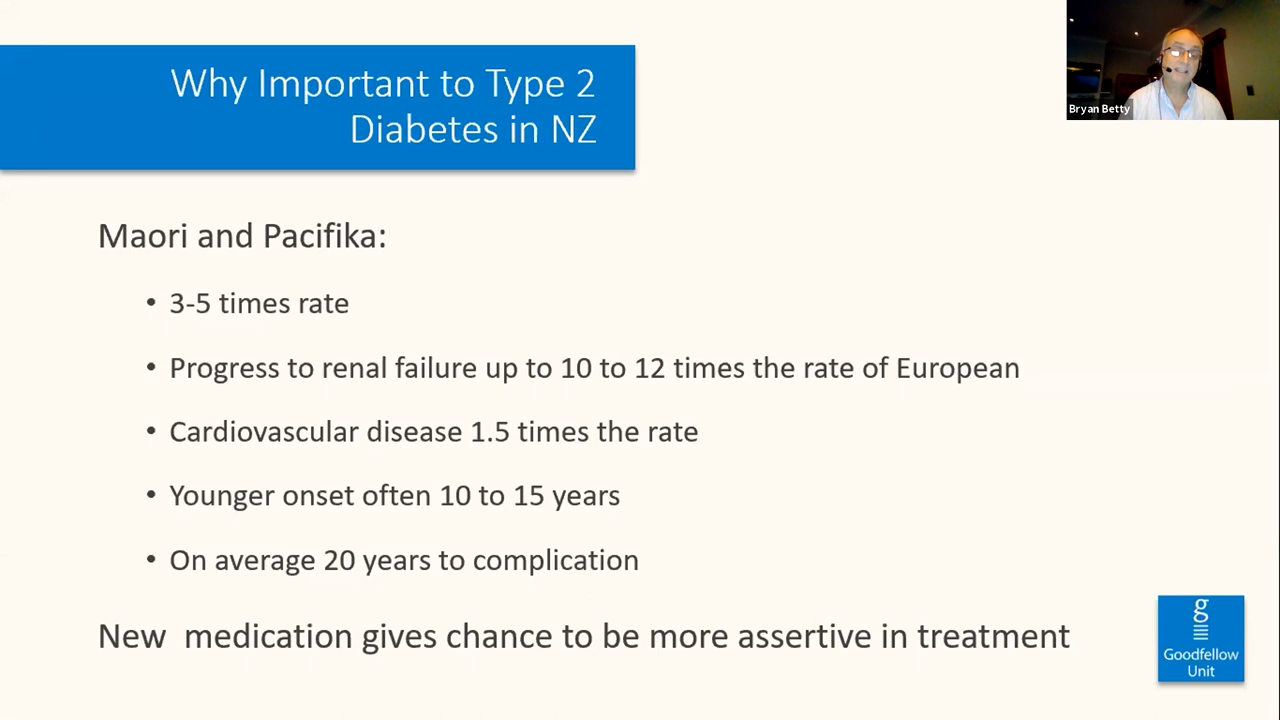 Why Important to Type 2
Diabetes in NZ
Bryan Betty
Maori and Pacifika:
• 3-5 times rate
• Progress to renal failure up to 10 to 12 times the rate of European
• Cardiovascular disease 1.5 times the rate
• Younger onset often 10 to 15 years
• On average 20 years to complication
New  medication gives chance to be more assertive in treatment
g
Goodfellow
Unit